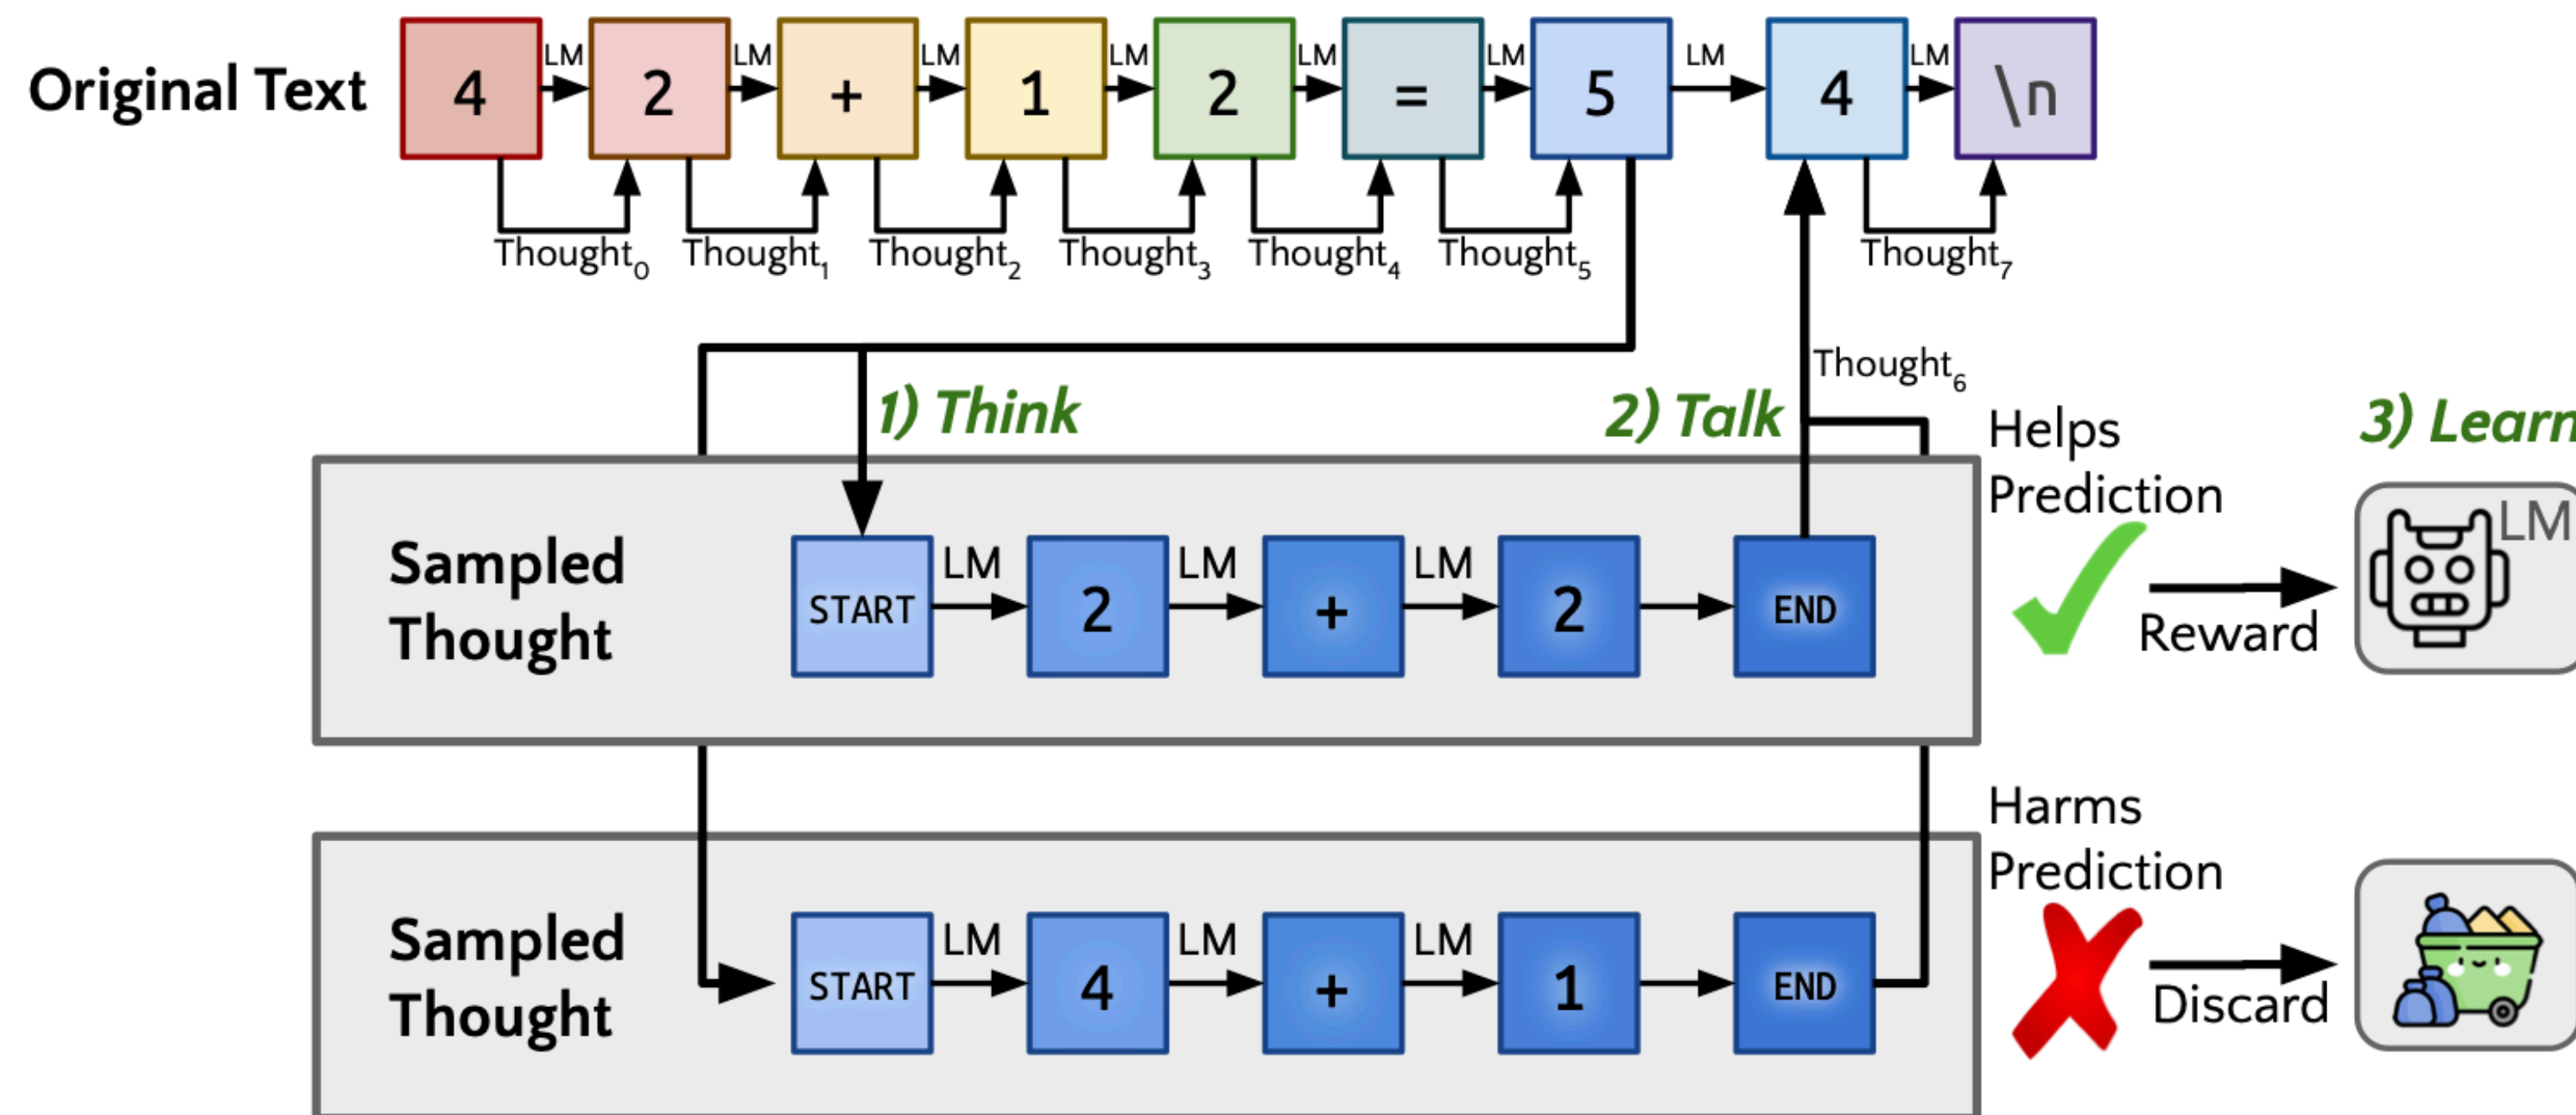 LM LM LM LM LM LM LM LM
Original Text 4 2 + 1 2 = 5 4 \n
Thought0 Thought1 Thought2 Thought3 Thought4 Thought5 Thought7
Thought6
1) Think 2) Talk
Helps
Prediction
3) Learn
LM
Sampled
Thought
LM LM LM
START 2 + 2 END
Reward
Harms
Prediction
Sampled
Thought
LM LM LM
START 4 + 1 END
Discard